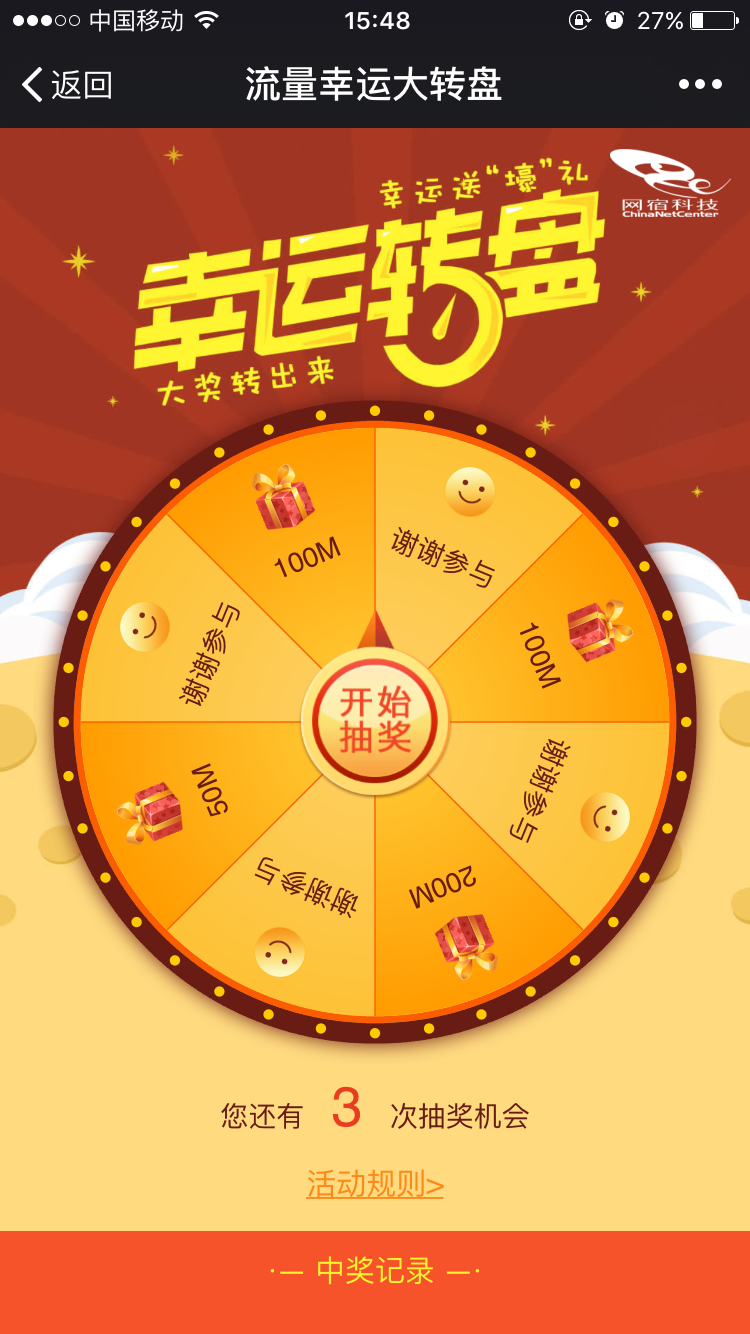 中国移动
15:48
27%
返回
流量幸运大转盘
幸运送“壕”礼
网宿科技
ChinaNetCenter
幸运转盘
大奖转出来
100M
谢谢参与
100M
谢谢参与
200M
谢谢参与
50M
谢谢参与
开始
抽奖
您还有 3 次抽奖机会
活动规则>
·— 中奖记录 —·